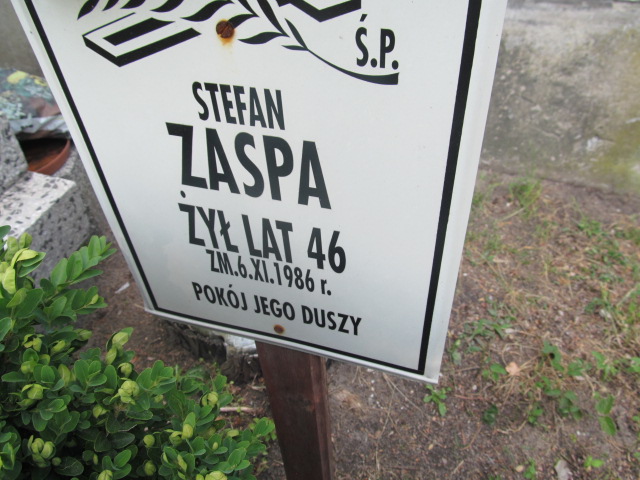 Ś.P.
STEFAN
ZASPA
ŻYŁ LAT 46
ZM.6.XI.1986 r.
POKÓJ JEGO DUSZY